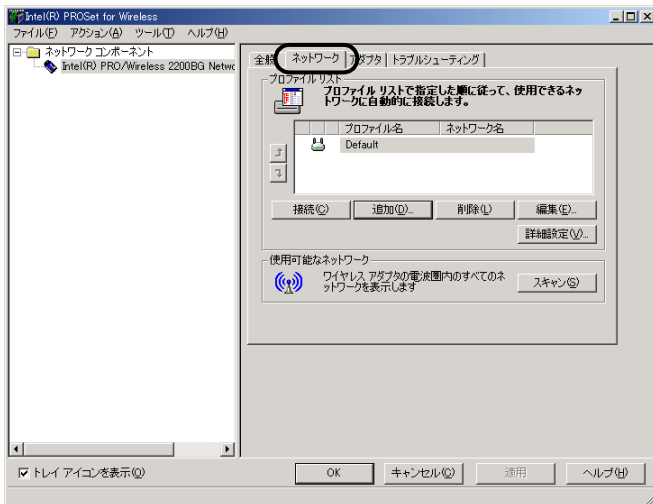 Intel(R) PROSet for Wireless
ファイル(F) アクション(A) ツール(T) ヘルプ(H)
ネットワーク コンポーネント
Intel(R) PRO/Wireless 2200BG Netwc
全般 ネットワーク アダプタ トラブルシューティング
プロファイル リスト
プロファイル リストで指定した順に従って、使用できるネッ
トワークに自動的に接続します。
プロファイル名 ネットワーク名
Default
接続(C) 追加(D)... 削除(L) 編集(E)...
詳細設定(V)...
使用可能なネットワーク
ワイヤレス アダプタの電波圏内のすべてのネ
ットワークを表示します
スキャン(S)
トレイ アイコンを表示(O)
OK キャンセル(C) 適用 ヘルプ(H)